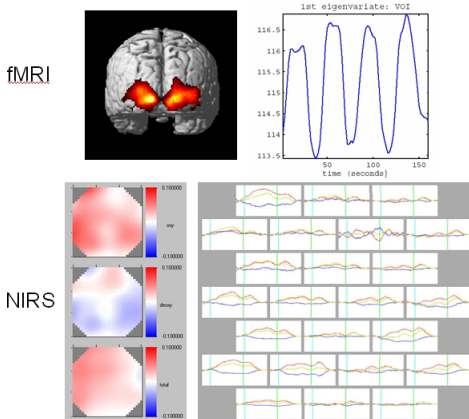 fMRI
1st eigenvariate: VOI
116.5
116
115.5
115
114.5
114
113.5
0 50 100 150
time {seconds}
NIRS
0.100000
oxy
-0.100000
0.100000
deoxy
-0.100000
0.100000
total
-0.100000